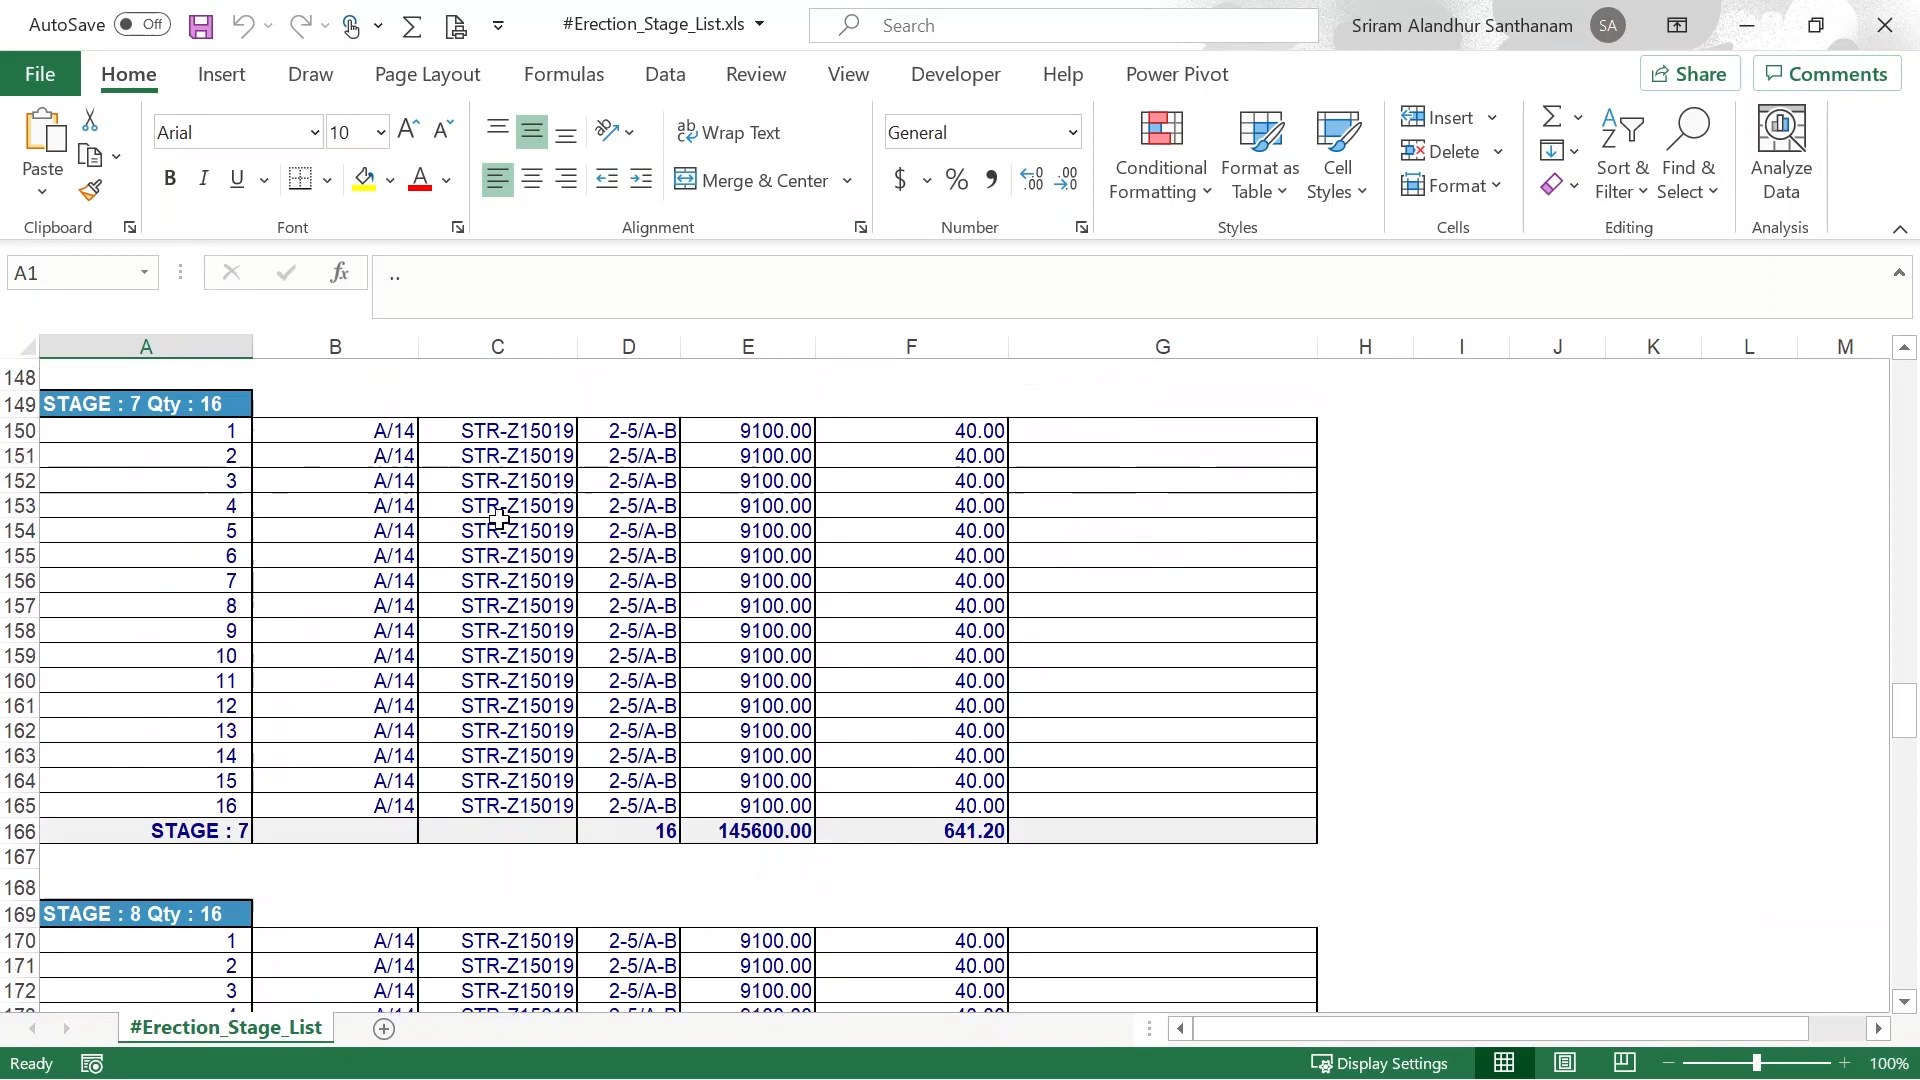 AutoSave Off #Erection_Stage_List.xls Search Sriram Alandhur Santhanam SA
File Home Insert Draw Page Layout Formulas Data Review View Developer Help Power Pivot Share Comments
Paste Arial 10 Wrap Text General Conditional Formatting Format as Table Cell Styles Insert Delete Format Sort & Filter Find & Select Analyze Data
B I U Merge & Center $ % 9
Clipboard Font Alignment Number Styles Cells Editing Analysis
A1 fx ..
A B C D E F G H I J K L M
148
149 STAGE : 7 Qty : 16
150 1 A/14 STR-Z15019 2-5/A-B 9100.00 40.00
151 2 A/14 STR-Z15019 2-5/A-B 9100.00 40.00
152 3 A/14 STR-Z15019 2-5/A-B 9100.00 40.00
153 4 A/14 STR-Z15019 2-5/A-B 9100.00 40.00
154 5 A/14 STR-Z15019 2-5/A-B 9100.00 40.00
155 6 A/14 STR-Z15019 2-5/A-B 9100.00 40.00
156 7 A/14 STR-Z15019 2-5/A-B 9100.00 40.00
157 8 A/14 STR-Z15019 2-5/A-B 9100.00 40.00
158 9 A/14 STR-Z15019 2-5/A-B 9100.00 40.00
159 10 A/14 STR-Z15019 2-5/A-B 9100.00 40.00
160 11 A/14 STR-Z15019 2-5/A-B 9100.00 40.00
161 12 A/14 STR-Z15019 2-5/A-B 9100.00 40.00
162 13 A/14 STR-Z15019 2-5/A-B 9100.00 40.00
163 14 A/14 STR-Z15019 2-5/A-B 9100.00 40.00
164 15 A/14 STR-Z15019 2-5/A-B 9100.00 40.00
165 16 A/14 STR-Z15019 2-5/A-B 9100.00 40.00
166 STAGE : 7 16 145600.00 641.20
167
168
169 STAGE : 8 Qty : 16
170 1 A/14 STR-Z15019 2-5/A-B 9100.00 40.00
171 2 A/14 STR-Z15019 2-5/A-B 9100.00 40.00
172 3 A/14 STR-Z15019 2-5/A-B 9100.00 40.00
#Erection_Stage_List
Ready Display Settings 100%